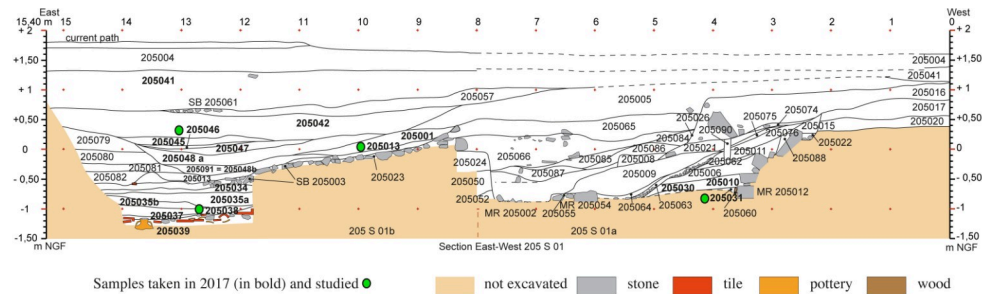 East West
15,40 14 13 12 11 10 9 8 7 6 5 4 3 2 1 0
m m
+ 2 + 2
current path
205004 205004
+1,50 +1,50
205041 205041
+1 +1
SB 205061 205057 205005 205016
205026 205075 205074 205017
+0,50 205046 205042 +0,50
205079 205045 205047 205001 205013 205065 205084 205090 205076 205015 205020
0 0
205080 205048 a 205024 205066 205085 205086 205021 205011 205022
205081 205091 = 205048b 205008 205062 205088
205082 205013 SB 205003 205023 205087 205009 205006
- 0,50 -0,50
205034 205050 205030 205010
205035b 205035a 205052 MR 205054 205031 MR 205012
-1 205038 MR 205002 205055 205064 205063 205060 -1
205037
205039 205 S 01b 205 S 01a
-1,50 -1,50
m NGF Section East-West 205 S 01 m NGF
Samples taken in 2017 (in bold) and studied not excavated stone tile pottery wood